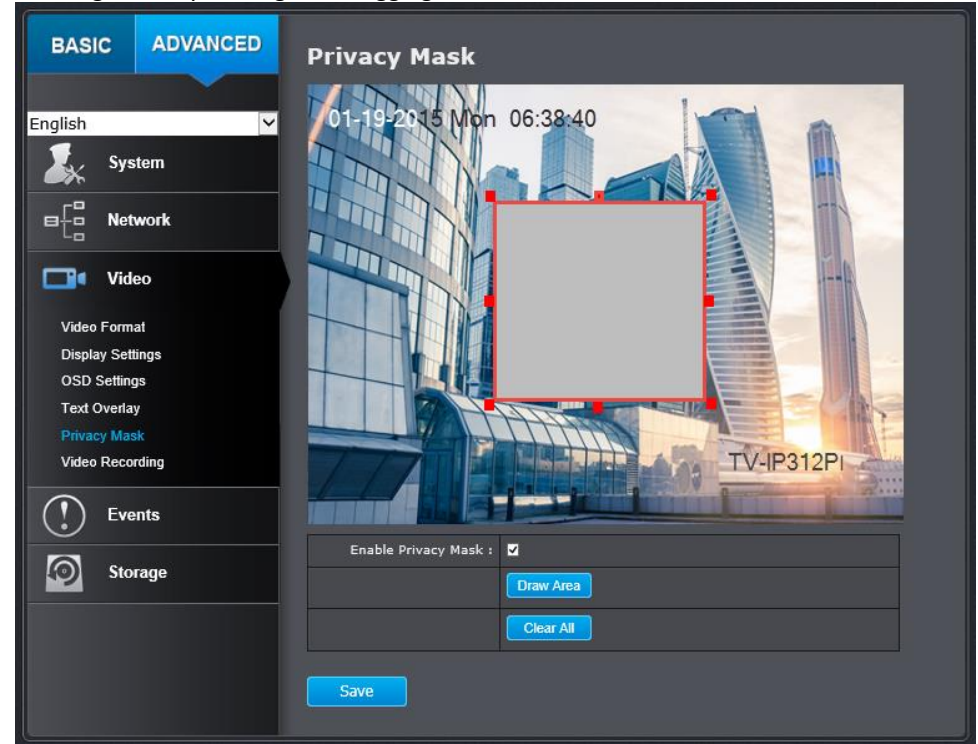 BASIC
ADVANCED
English
System
Network
Video
Video Format
Display Settings
OSD Settings
Text Overlay
Privacy Mask
Video Recording
Events
Storage
Privacy Mask
01-19-2015 Mon 06:38:40
TV-IP312PI
Enable Privacy Mask :
Draw Area
Clear All
Save